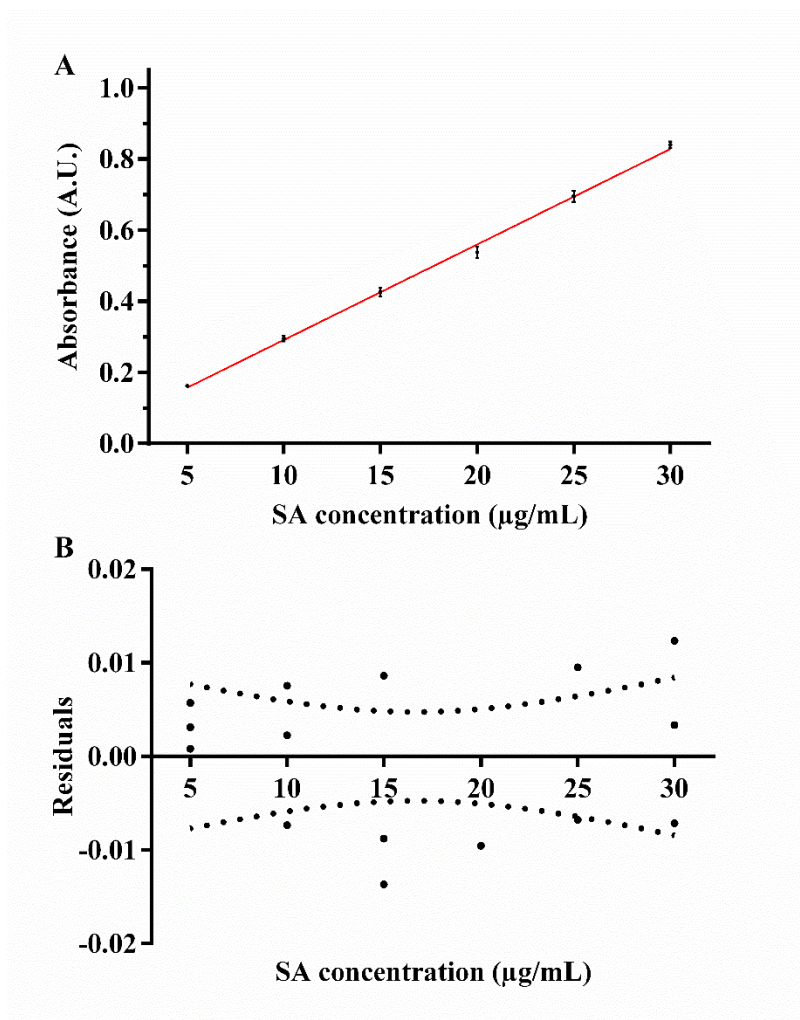 A
1.0
0.8
0.6
0.4
0.2
0.0
Absorbance (A.U.)
5 10 15 20 25 30
SA concentration (µg/mL)
B
0.02
0.01
0.00
-0.01
-0.02
Residuals
5 10 15 20 25 30
SA concentration (µg/mL)